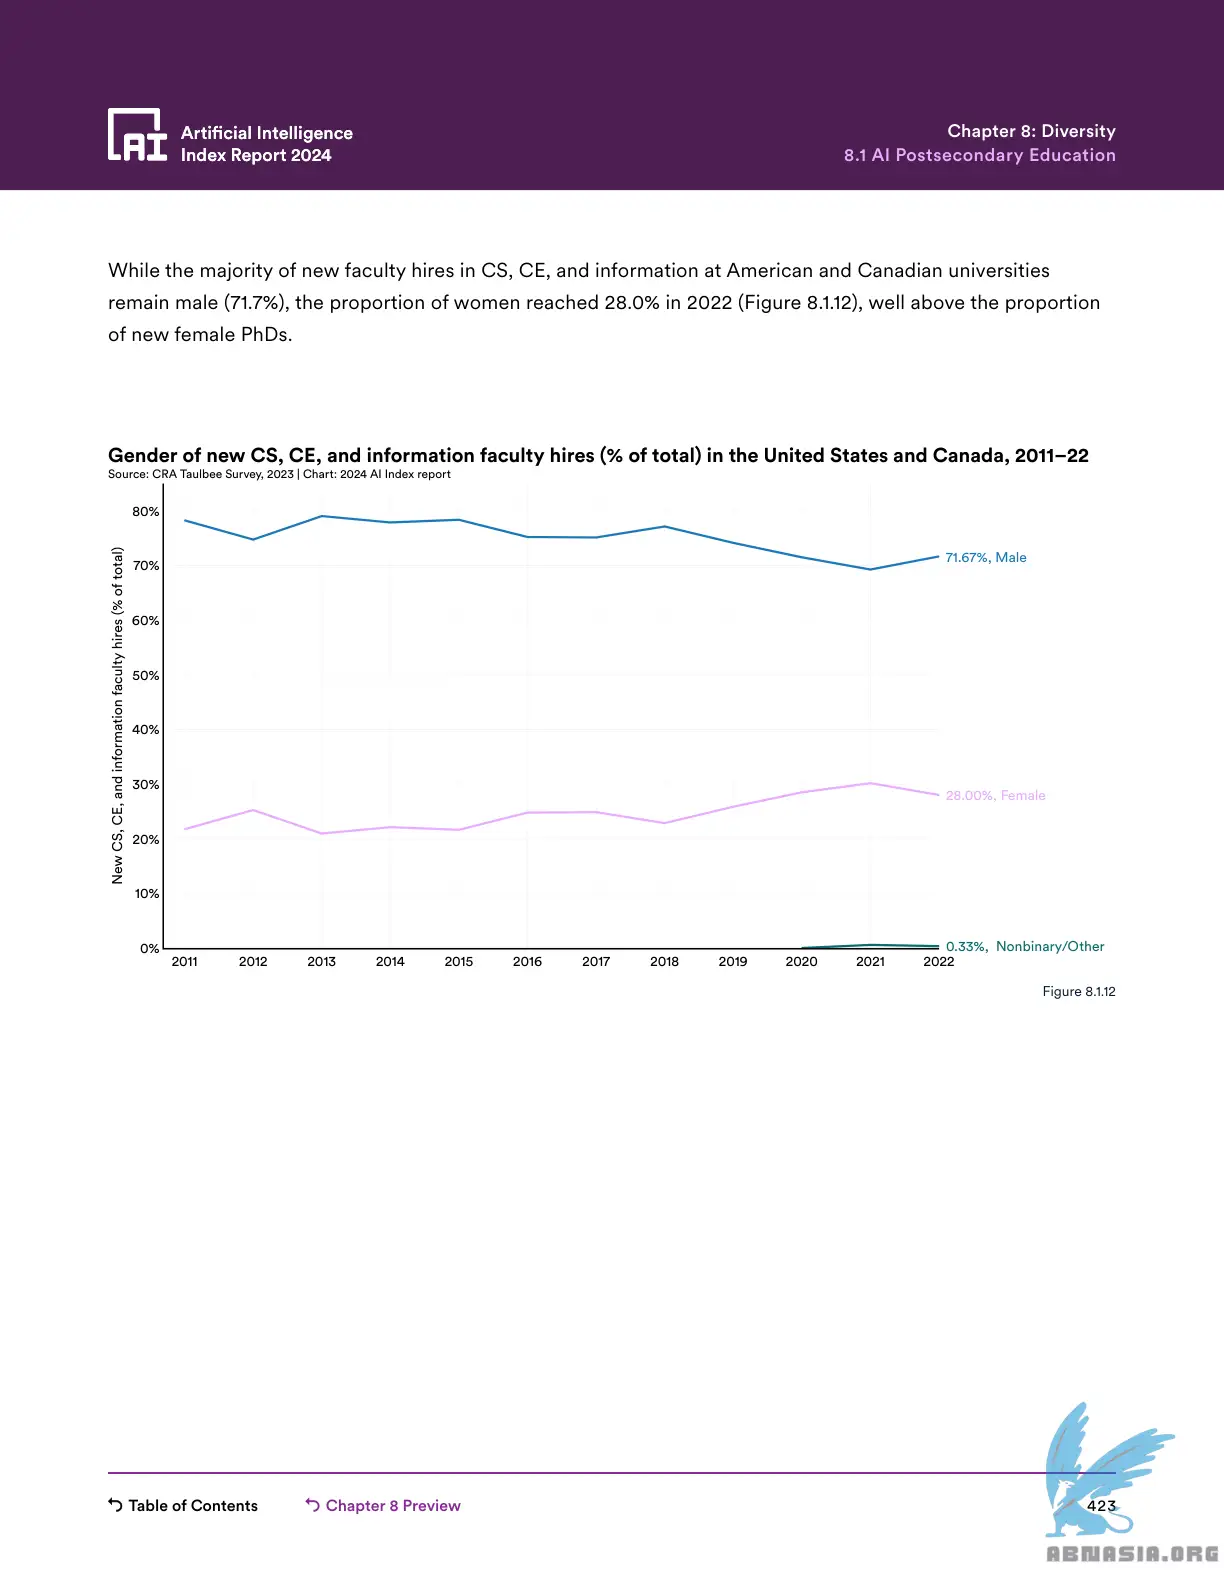 AI
Artificial Intelligence
Index Report 2024
Chapter 8: Diversity
8.1 AI Postsecondary Education
While the majority of new faculty hires in CS, CE, and information at American and Canadian universities
remain male (71.7%), the proportion of women reached 28.0% in 2022 (Figure 8.1.12), well above the proportion
of new female PhDs.
Gender of new CS, CE, and information faculty hires (% of total) in the United States and Canada, 2011–22
Source: CRA Taulbee Survey, 2023 | Chart: 2024 AI Index report
New CS, CE, and information faculty hires (% of total)
80%
70%
60%
50%
40%
30%
20%
10%
0%
71.67%, Male
28.00%, Female
0.33%, Nonbinary/Other
2011 2012 2013 2014 2015 2016 2017 2018 2019 2020 2021 2022
Figure 8.1.12
Table of Contents
Chapter 8 Preview
423
ABNASIA.ORG